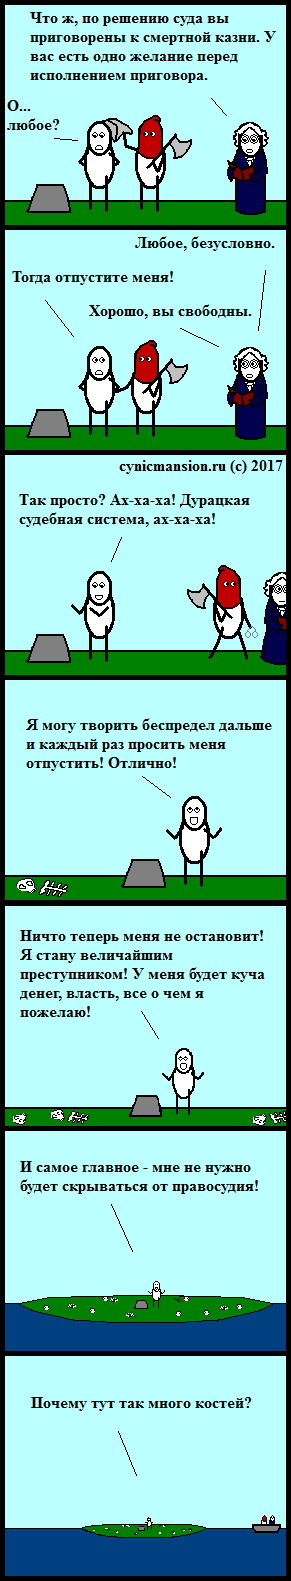 Что ж, по решению суда вы
приговорены к смертной казни. У
вас есть одно желание перед
исполнением приговора.
О...
любое?
Любое, безусловно.
Тогда отпустите меня!
Хорошо, вы свободны.
cynicmansion.ru (c) 2017
Так просто? Ах-ха-ха! Дурацкая
судебная система, ах-ха-ха!
Я могу творить беспредел дальше
и каждый раз просить меня
отпустить! Отлично!
Ничто теперь меня не остановит!
Я стану величайшим
преступником! У меня будет куча
денег, власть, все о чем я
пожелаю!
И самое главное - мне не нужно
будет скрываться от правосудия!
Почему тут так много костей?